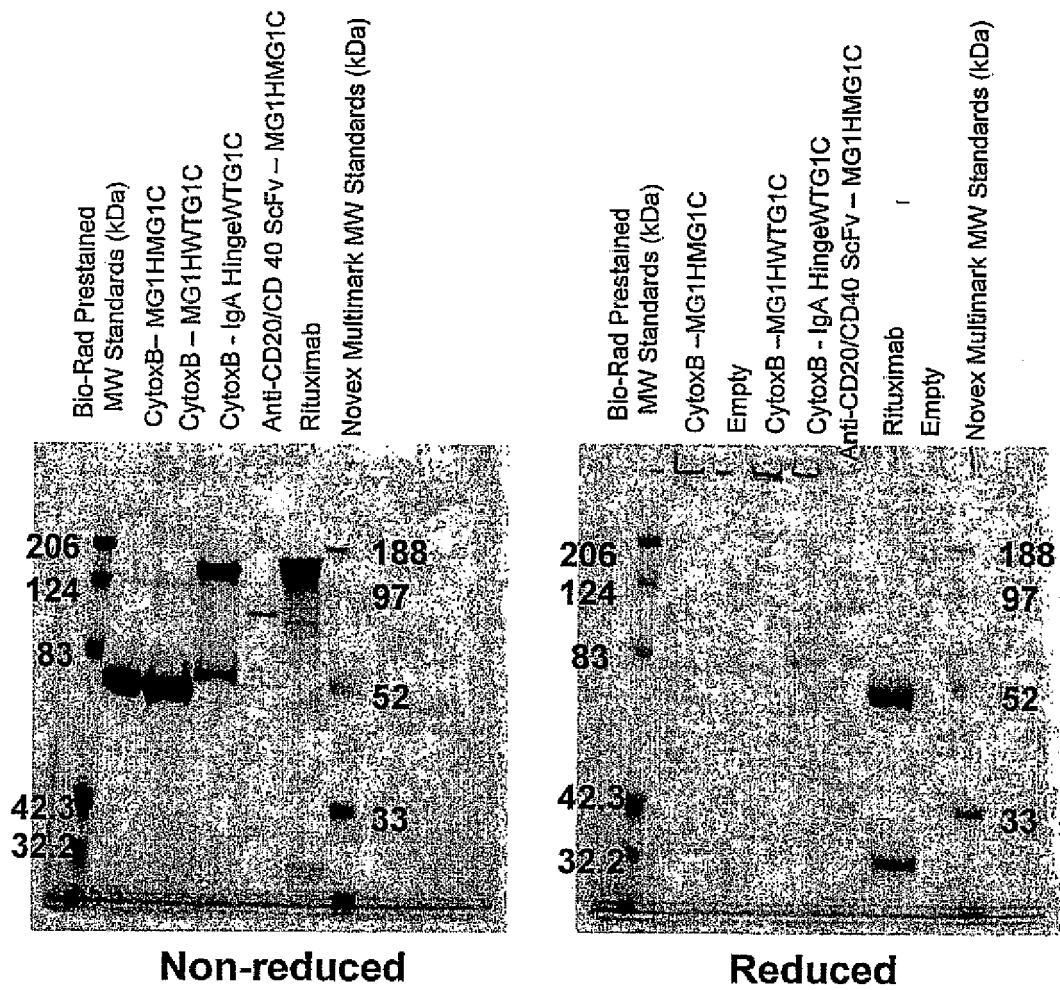 Bio-Rad Prestained
MW Standards (kDa)
CytoxB– MG1HMG1C
CytoxB – MG1HWTG1C
CytoxB - IgA HingeWTG1C
Anti-CD20/CD 40 ScFv – MG1HMG1C
Rituximab
Novex Multimark MW Standards (kDa)
206
124
83
42.3
32.2
188
97
52
33
Non-reduced
Bio-Rad Prestained
MW Standards (kDa)
CytoxB –MG1HMG1C
Empty
CytoxB – MG1HWTG1C
CytoxB - IgA HingeWTG1C
Anti-CD20/CD40 ScFv – MG1HMG1C
Rituximab
Empty
Novex Multimark MW Standards (kDa)
206
124
83
42.3
32.2
188
97
52
33
Reduced